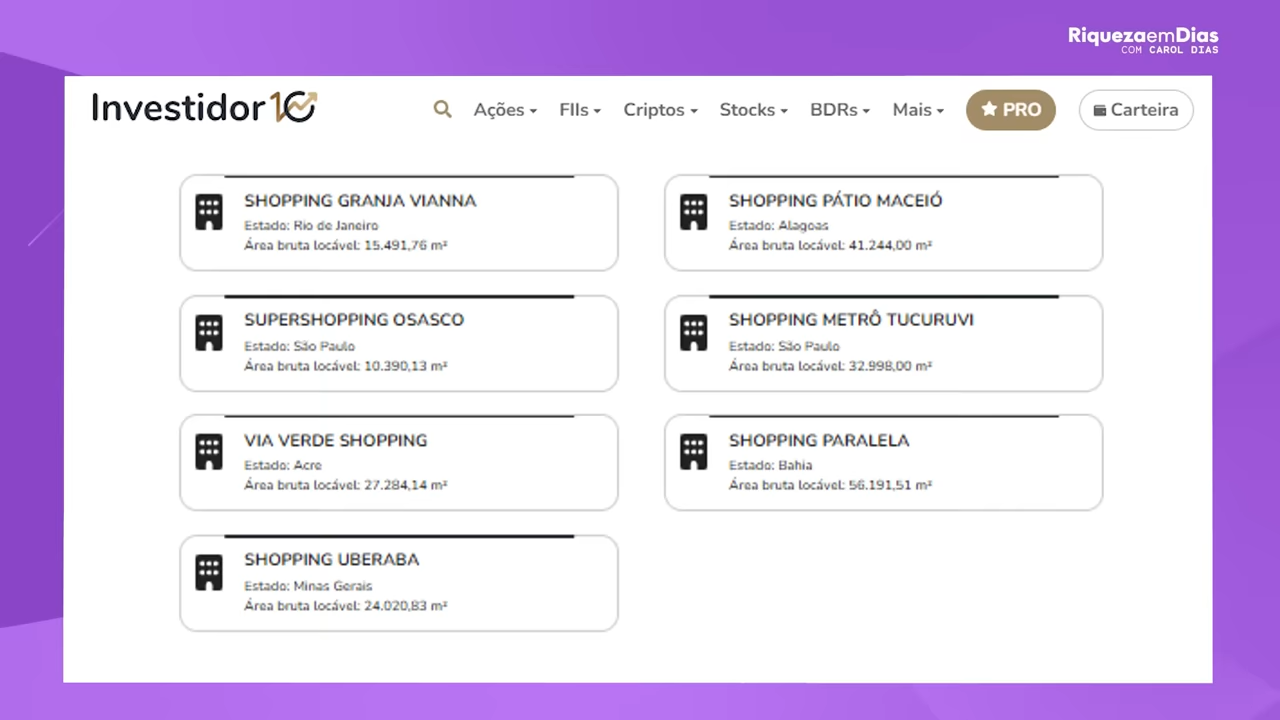 RiquezaemDias
COM CAROL DIAS
Investidor10
Ações
FIIs
Criptos
Stocks
BDRs
Mais
PRO
Carteira
SHOPPING GRANJA VIANNA
Estado: Rio de Janeiro
Área bruta locável: 15.491,76 m²
SHOPPING PÁTIO MACEIÓ
Estado: Alagoas
Área bruta locável: 41.244,00 m²
SUPERSHOPPING OSASCO
Estado: São Paulo
Área bruta locável: 10.390,13 m²
SHOPPING METRÔ TUCURUVI
Estado: São Paulo
Área bruta locável: 32.998,00 m²
VIA VERDE SHOPPING
Estado: Acre
Área bruta locável: 27.284,14 m²
SHOPPING PARALELA
Estado: Bahia
Área bruta locável: 56.191,51 m²
SHOPPING UBERABA
Estado: Minas Gerais
Área bruta locável: 24.020,83 m²